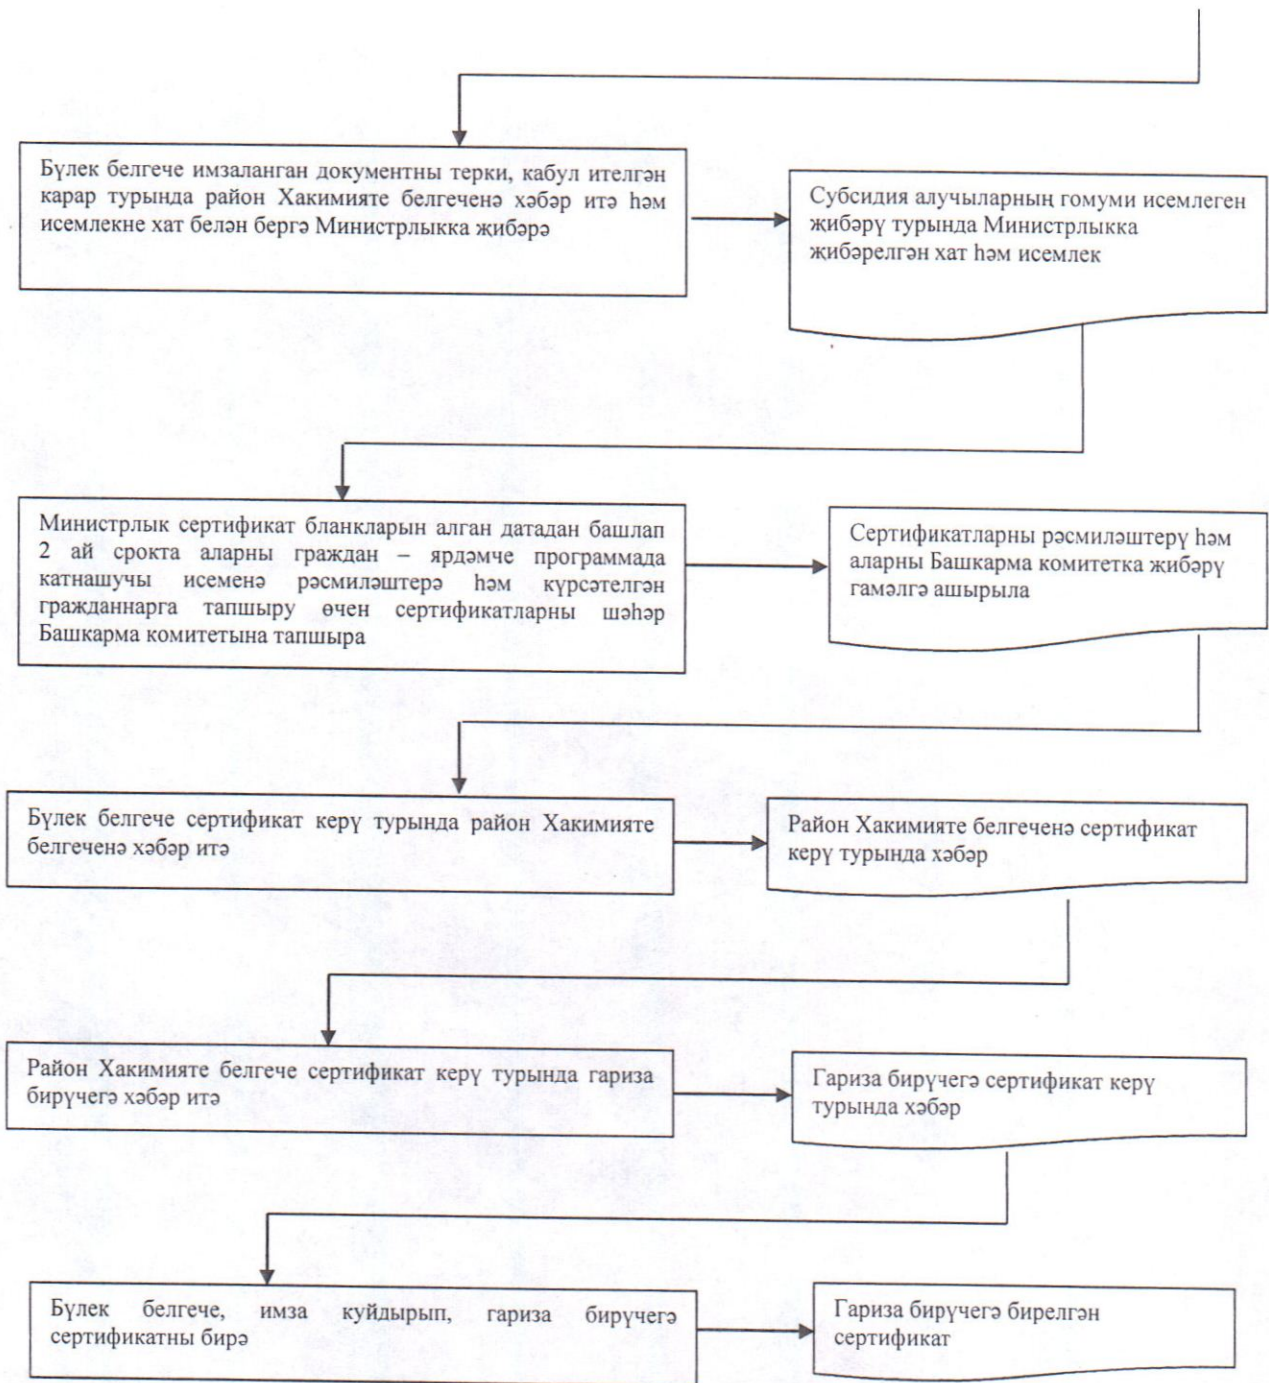 Бүлек белгече имзаланган документны терки, кабул ителгән
карар турында район Хакимияте белгеченә хәбәр итә һәм
исемлекне хат белән бергә Министрлыкка җибәрә
Субсидия алучыларның гомуми исемлеген
җибәрү турында Министрлыкка
җибәрелгән хат һәм исемлек
Министрлык сертификат бланкларын алган датадан башлап
2 ай срокта аларны граждан – ярдәмче программада
катнашучы исеменә рәсмиләштерә һәм күрсәтелгән
гражданнарга тапшыру өчен сертификатларны шәһәр
Башкарма комитетына тапшыра
Сертификатларны рәсмиләштерү һәм
аларны Башкарма комитетка җибәрү
гамәлгә ашырыла
Бүлек белгече сертификат керү турында район Хакимияте
белгеченә хәбәр итә
Район Хакимияте белгеченә сертификат
керү турында хәбәр
Район Хакимияте белгече сертификат керү турында гариза
бирүчегә хәбәр итә
Гариза бирүчегә сертификат керү
турында хәбәр
Бүлек белгече, имза куйдырып, гариза бирүчегә
сертификатны бирә
Гариза бирүчегә бирелгән
сертификат